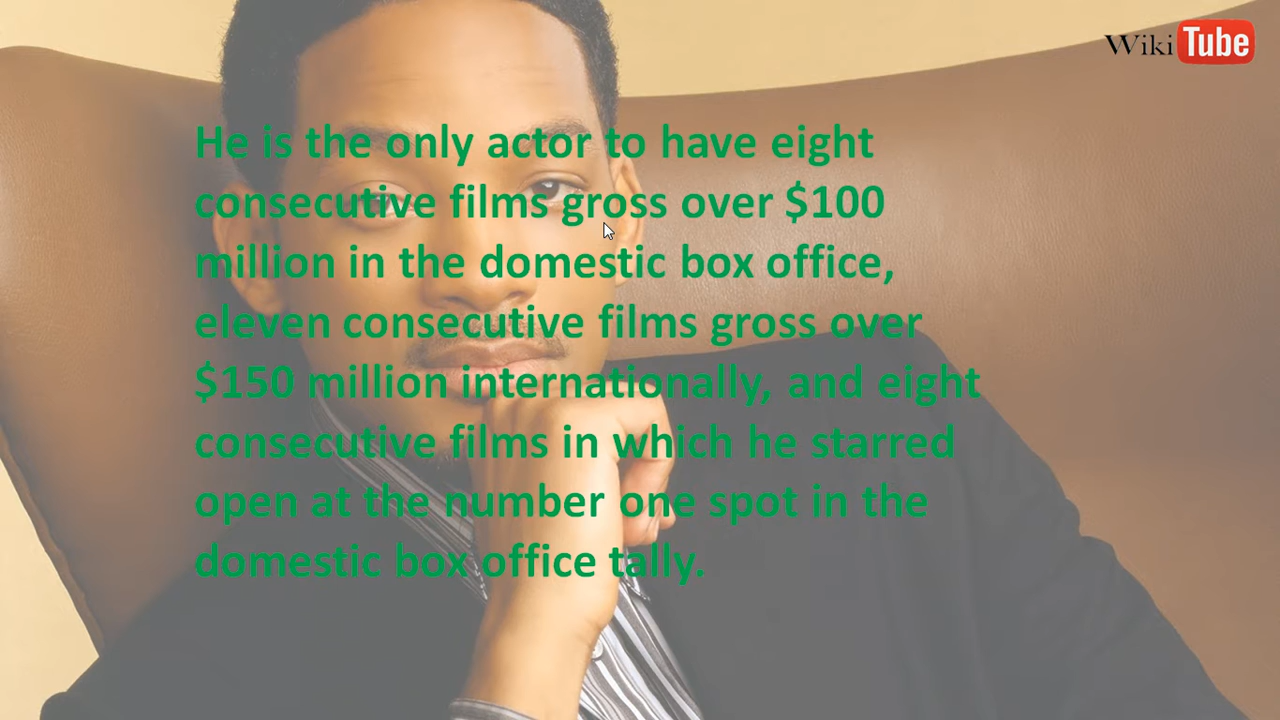 Wiki Tube
He is the only actor to have eight
consecutive films gross over $100
million in the domestic box office,
eleven consecutive films gross over
$150 million internationally, and eight
consecutive films in which he starred
open at the number one spot in the
domestic box office tally.